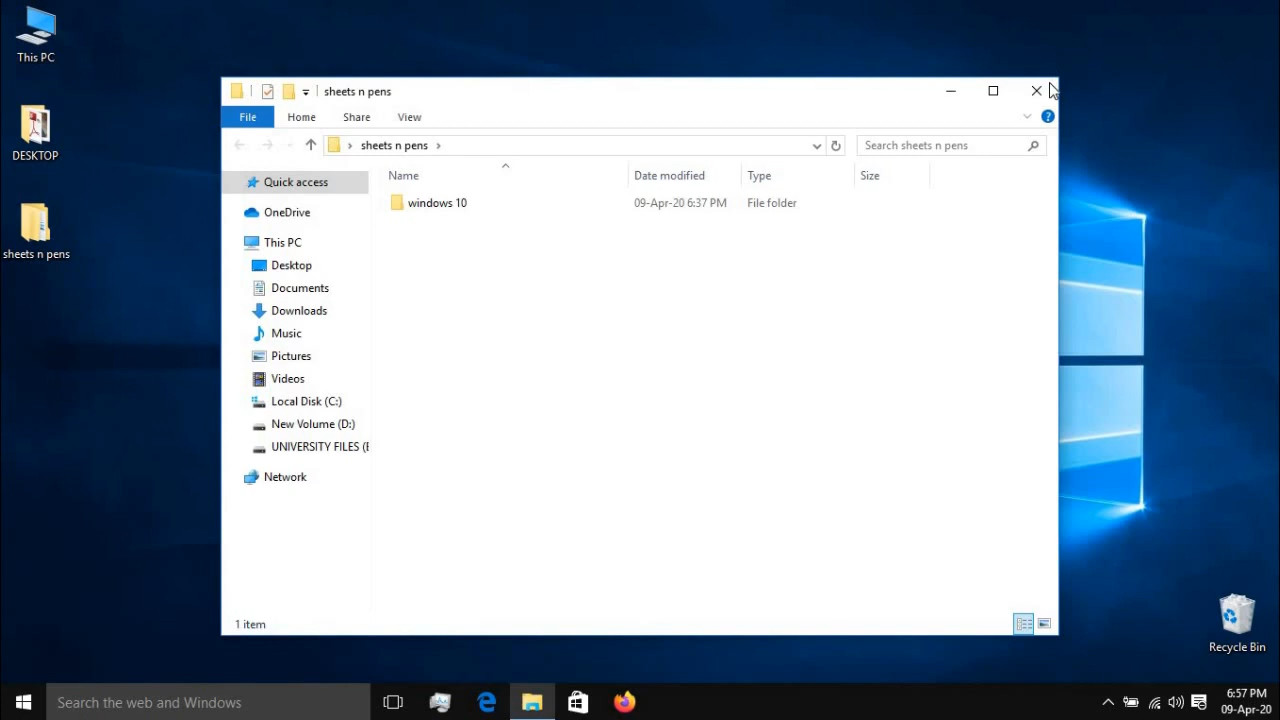 This PC
DESKTOP
sheets n pens
sheets n pens
File Home Share View
sheets n pens
Search sheets n pens
Name Date modified Type Size
windows 10 09-Apr-20 6:37 PM File folder
Quick access
OneDrive
This PC
Desktop
Documents
Downloads
Music
Pictures
Videos
Local Disk (C:)
New Volume (D:)
UNIVERSITY FILES (E
Network
1 item
Recycle Bin
Search the web and Windows
6:57 PM
09-Apr-20